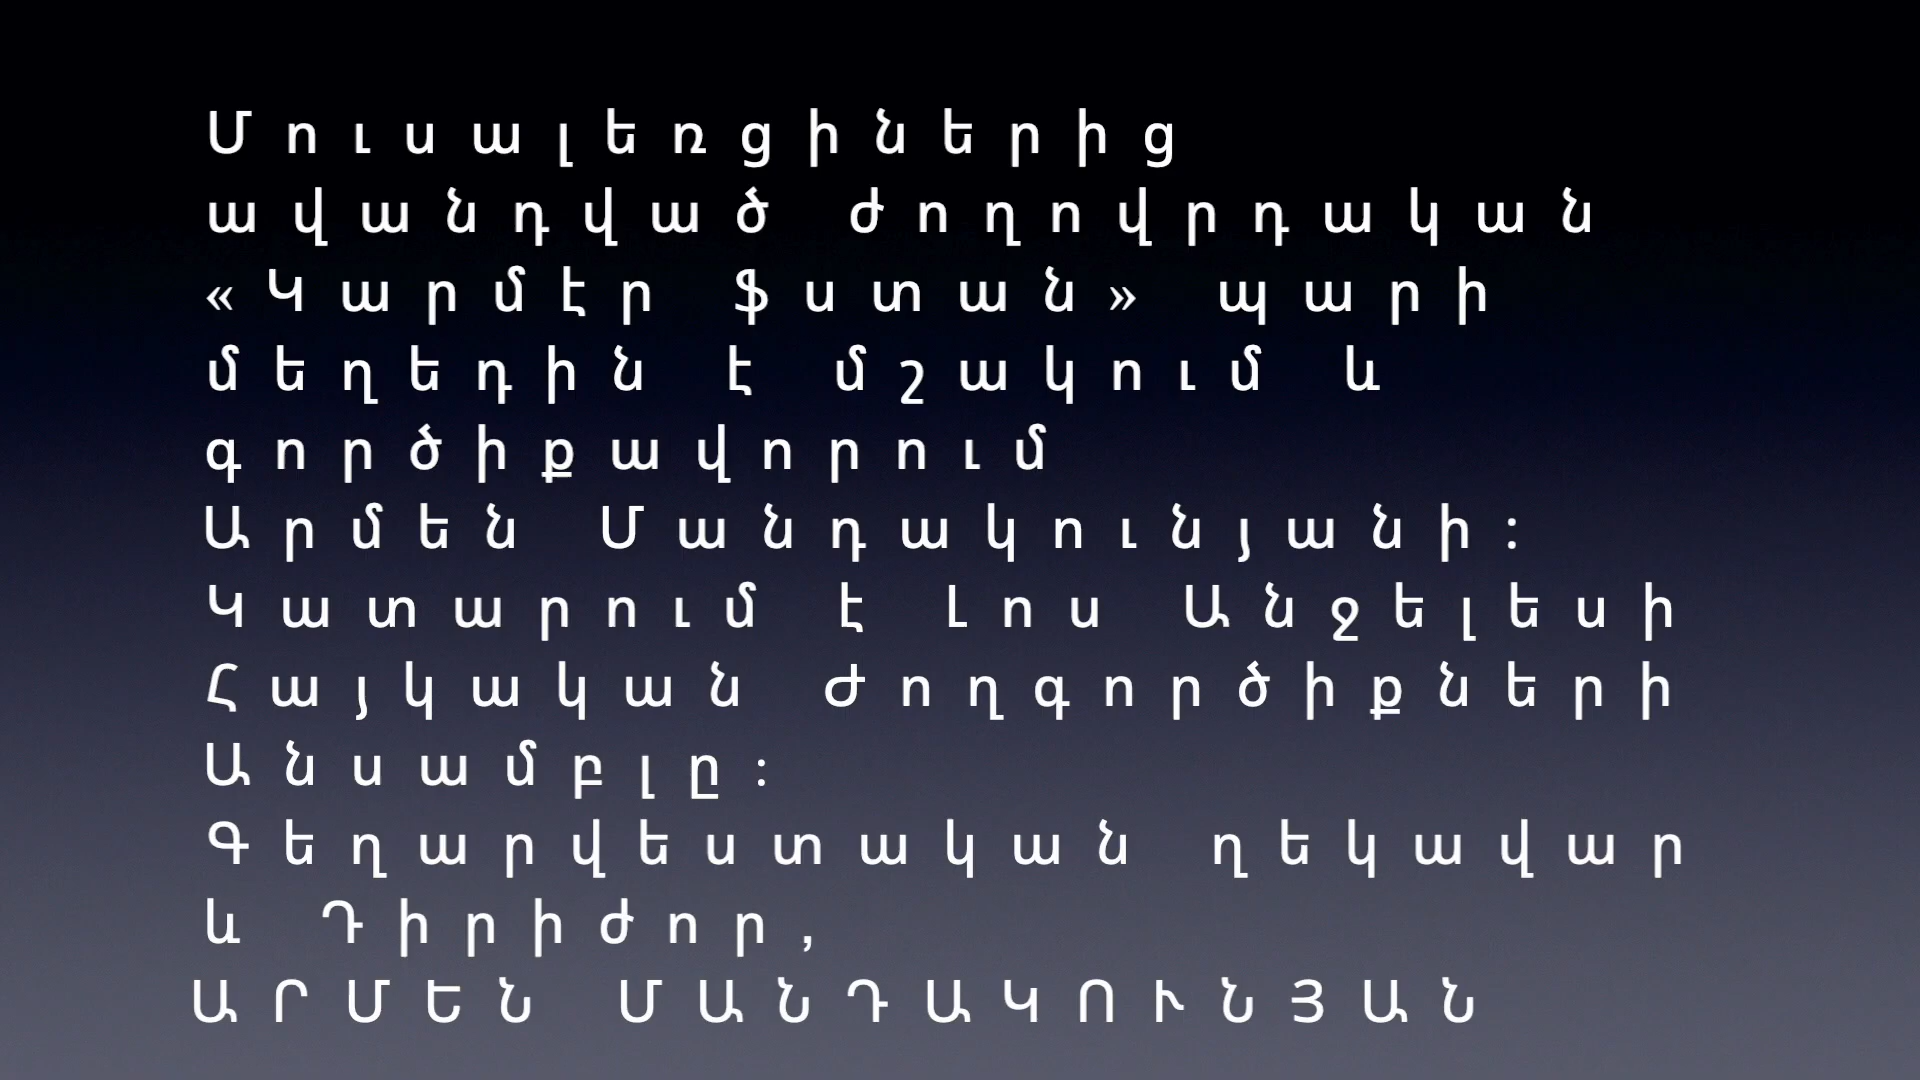 Մուսալեռցիներից
ավանդված ժողովրդական
«Կարմէր ֆստան» պարի
մեղեդին է մշակում և
գործիքավորում
Արմեն Մանդակունյանի:
Կատարում է Լոս Անջելեսի
Հայկական Ժողգործիքների
Անսամբլը:
Գեղարվեստական ղեկավար
և Դիրիժոր,
ԱՐՄԵՆ ՄԱՆԴԱԿՈՒՆՅԱՆ